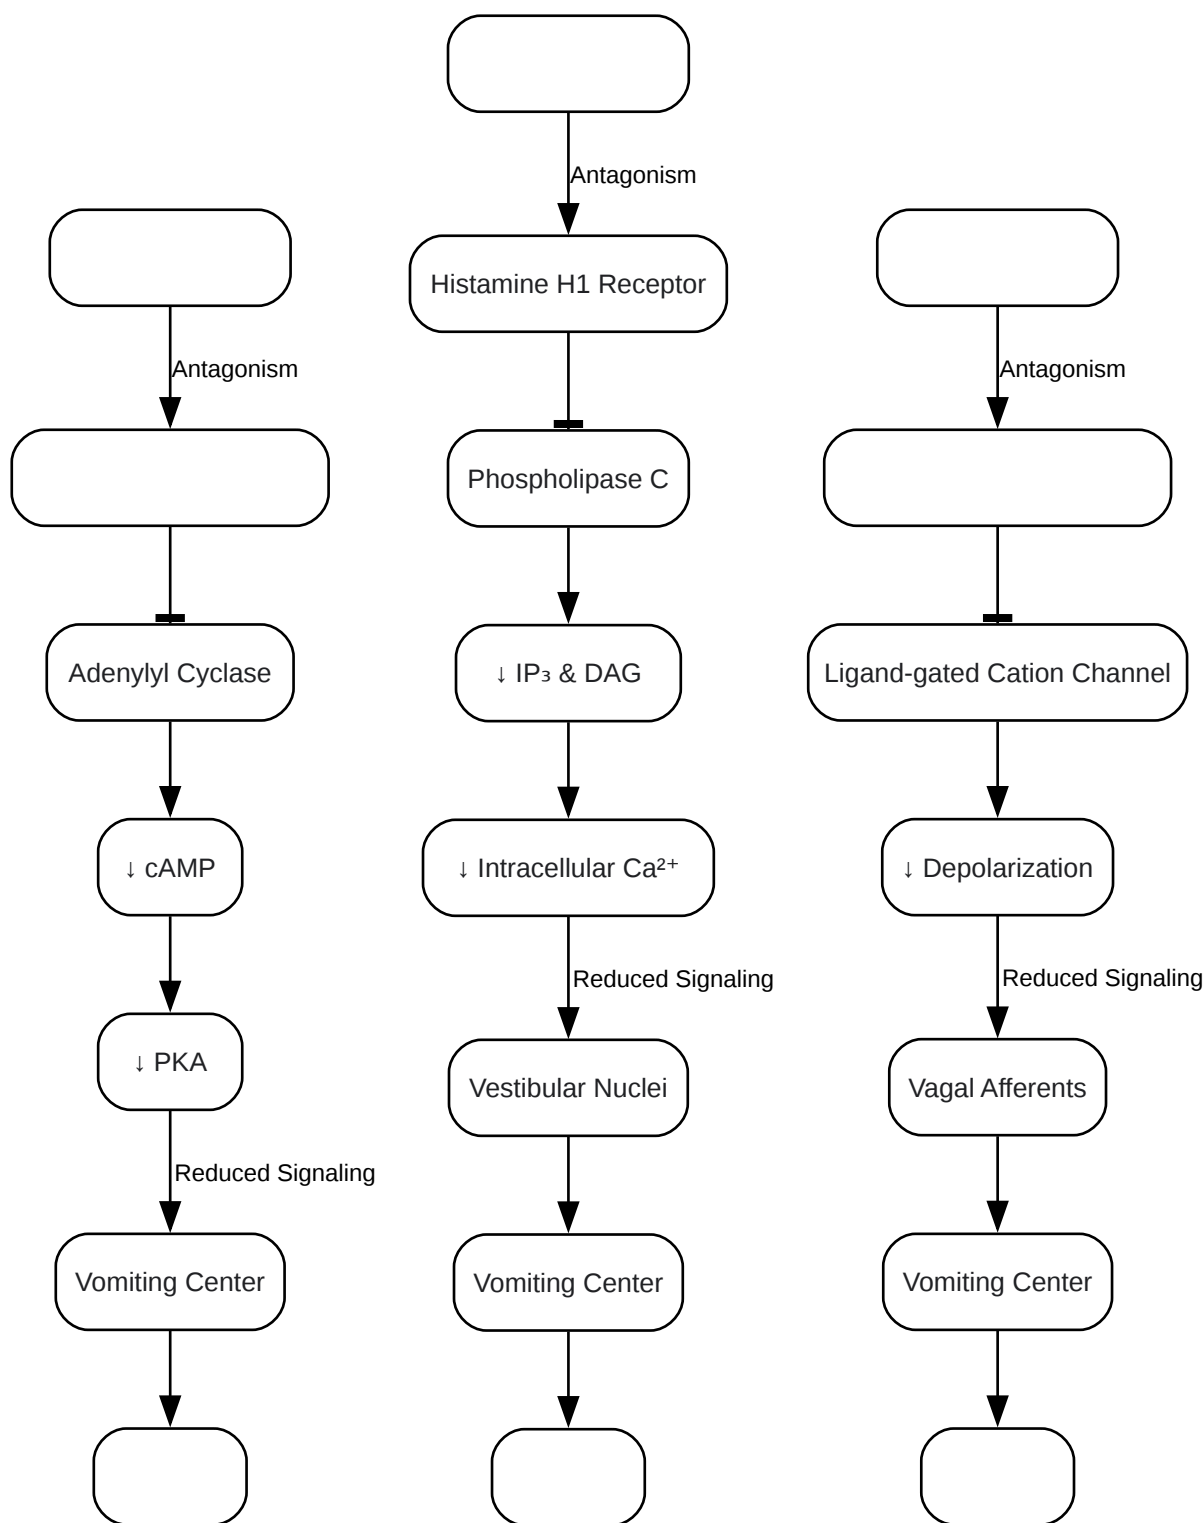 Antagonism
Histamine H1 Receptor
Antagonism
Antagonism
Phospholipase C
Adenylyl Cyclase
↓ IP₃ & DAG
Ligand-gated Cation Channel
↓ cAMP
↓ Intracellular Ca²⁺
↓ Depolarization
Reduced Signaling
Reduced Signaling
↓ PKA
Vestibular Nuclei
Vagal Afferents
Reduced Signaling
Vomiting Center
Vomiting Center
Vomiting Center